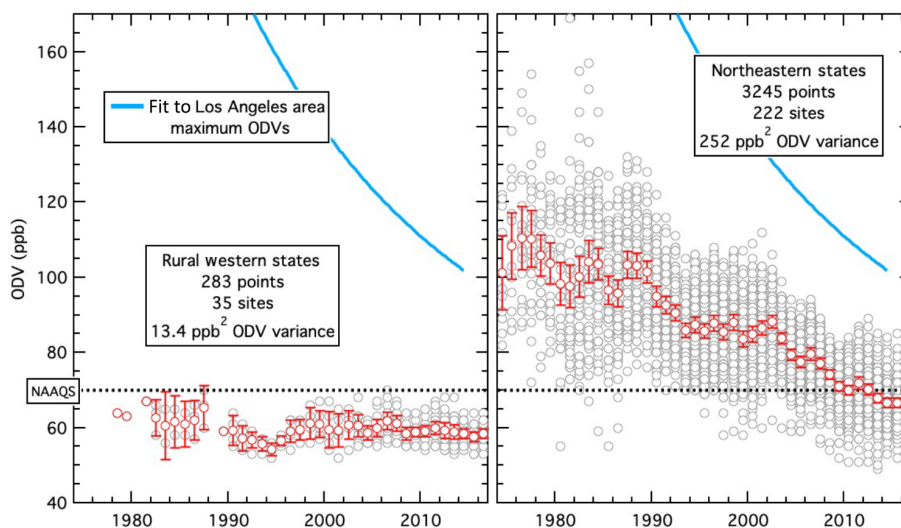 160
140
120
100
80
60
40
ODV (ppb)
NAAQS
Fit to Los Angeles area
maximum ODVs
Rural western states
283 points
35 sites
13.4 ppb² ODV variance
1980
1990
2000
2010
Northeastern states
3245 points
222 sites
252 ppb² ODV variance
1980
1990
2000
2010